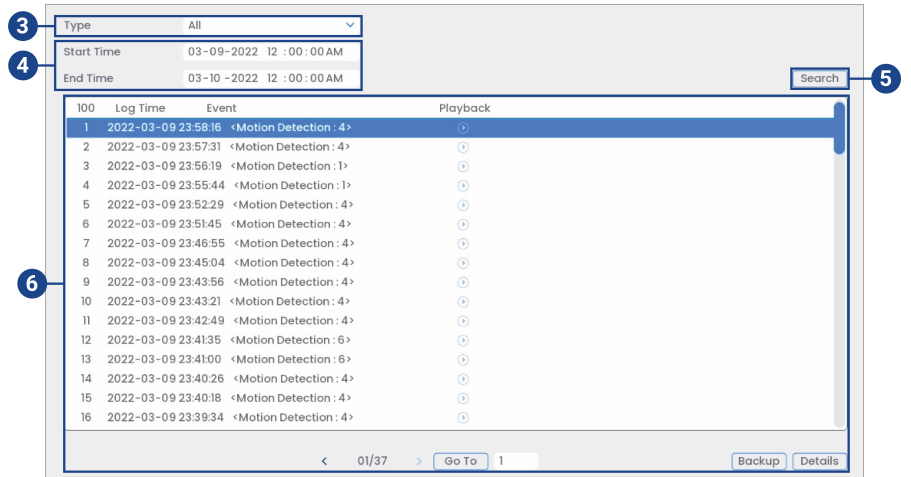 3 Type All
4 Start Time 03-09-2022 12 :00:00AM
End Time 03-10 -2022 12 :00:00AM
Search 5
100 Log Time Event Playback
1 2022-03-09 23:58:16 <Motion Detection : 4>
2 2022-03-09 23:57:31 <Motion Detection : 4>
3 2022-03-09 23:56:19 <Motion Detection : 1>
4 2022-03-09 23:55:44 <Motion Detection : 1>
5 2022-03-09 23:52:29 <Motion Detection : 4>
6 2022-03-09 23:51:45 <Motion Detection : 4>
7 2022-03-09 23:46:55 <Motion Detection : 4>
8 2022-03-09 23:45:04 <Motion Detection : 4>
6 9 2022-03-09 23:43:56 <Motion Detection : 4>
10 2022-03-09 23:43:21 <Motion Detection : 4>
11 2022-03-09 23:42:49 <Motion Detection : 4>
12 2022-03-09 23:41:35 <Motion Detection : 6>
13 2022-03-09 23:41:00 <Motion Detection : 6>
14 2022-03-09 23:40:26 <Motion Detection : 4>
15 2022-03-09 23:40:18 <Motion Detection : 4>
16 2022-03-09 23:39:34 <Motion Detection : 4>
< 01/37 > Go To 1 Backup Details